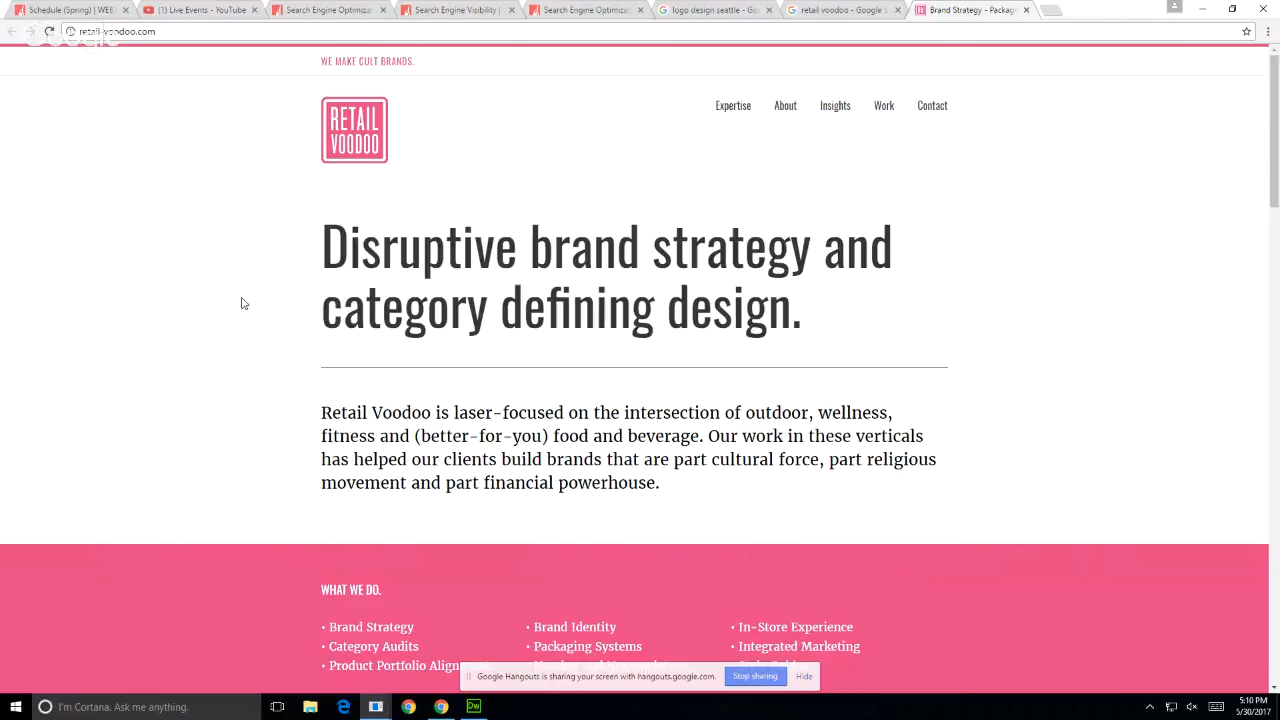 Schedule (Spring) | WEB
(1) Live Events - YouTube
Search Engine Optimizat
Search Engine Visibility
Search Engine Optimizat
logo design seattle - Goo
retail voodoo - Google
Brand Strategy - Packag
retail-voodoo.com
Google
WE MAKE CULT BRANDS.
RETAIL
VOODOO
Expertise About Insights Work Contact
Disruptive brand strategy and
category defining design.
Retail Voodoo is laser-focused on the intersection of outdoor, wellness,
fitness and (better-for-you) food and beverage. Our work in these verticals
has helped our clients build brands that are part cultural force, part religious
movement and part financial powerhouse.
WHAT WE DO.
• Brand Strategy
• Category Audits
• Product Portfolio
• Brand Identity
• Packaging Systems
• In-Store Experience
• Integrated Marketing
Google Hangouts is sharing your screen with hangouts.google.com.
Stop sharing
Hide
I'm Cortana. Ask me anything.
Dw
5:10 PM
5/30/2017